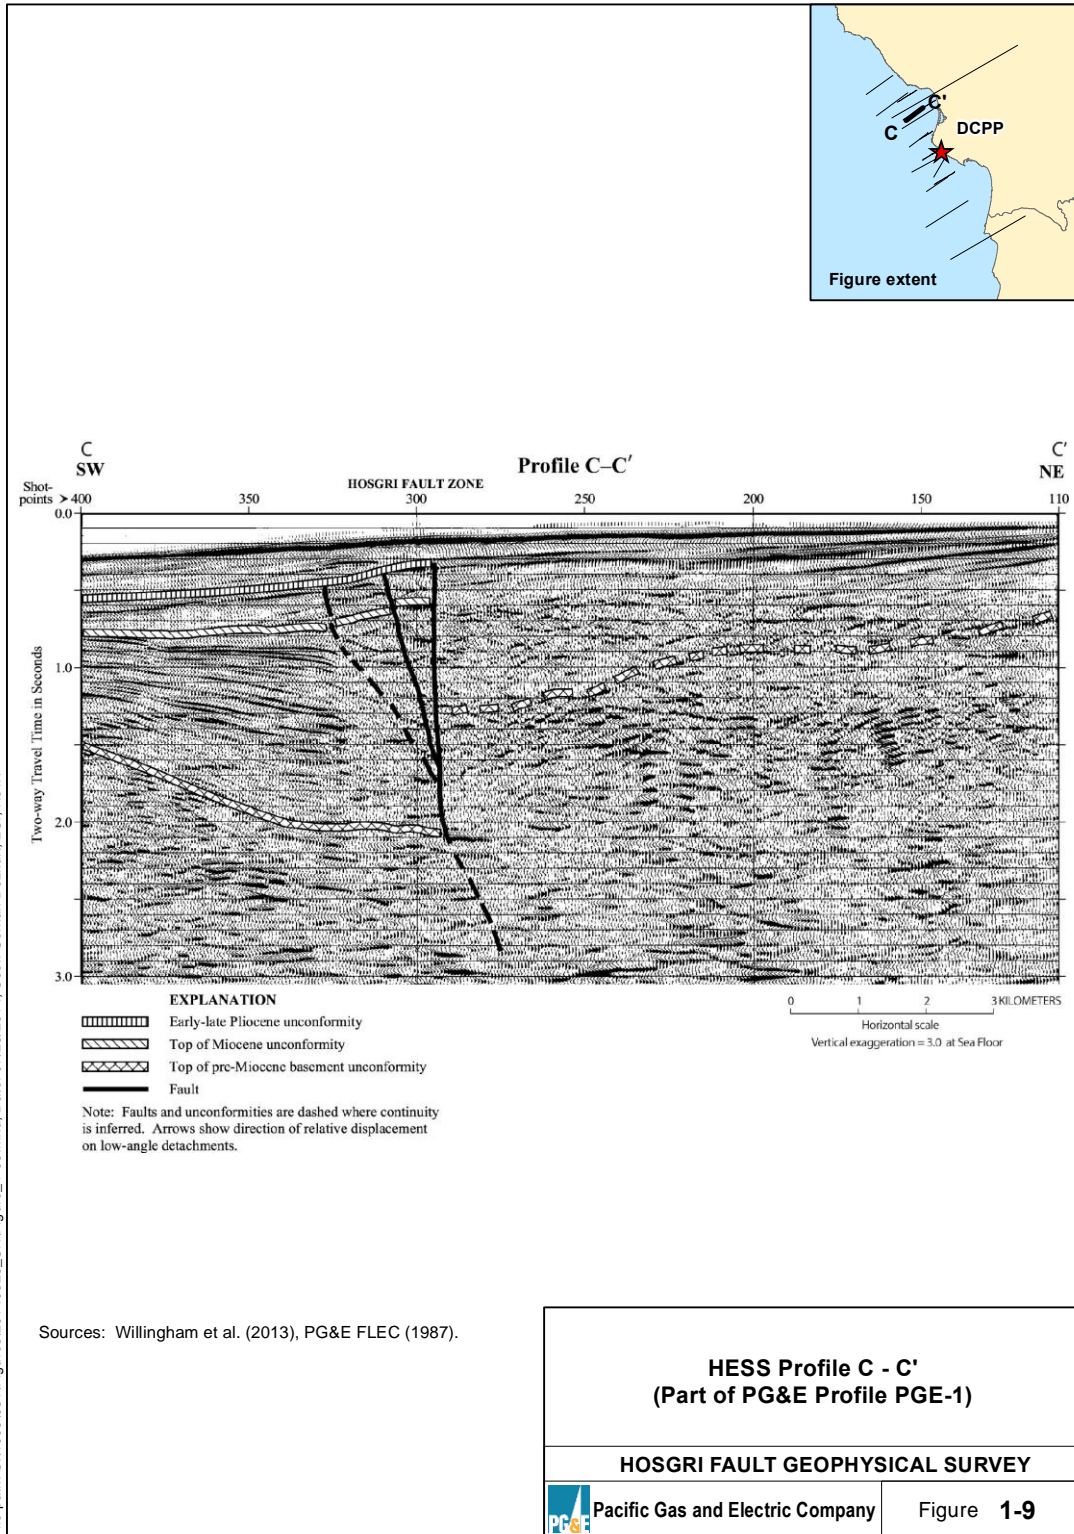 C'
C
DCPP
Figure extent
C
SW
Profile C–C'
C'
NE
HOSGRI FAULT ZONE
Shot-
points > 400 350 300 250 200 150 110
0.0
1.0
2.0
3.0
Two-way Travel Time in Seconds
EXPLANATION
Early-late Pliocene unconformity
Top of Miocene unconformity
Top of pre-Miocene basement unconformity
Fault
Note: Faults and unconformities are dashed where continuity
is inferred. Arrows show direction of relative displacement
on low-angle detachments.
0 1 2 3 KILOMETERS
Horizontal scale
Vertical exaggeration = 3.0 at Sea Floor
Sources: Willingham et al. (2013), PG&E FLEC (1987).
HESS Profile C - C'
(Part of PG&E Profile PGE-1)
HOSGRI FAULT GEOPHYSICAL SURVEY
PG&E
Pacific Gas and Electric Company
Figure 1-9